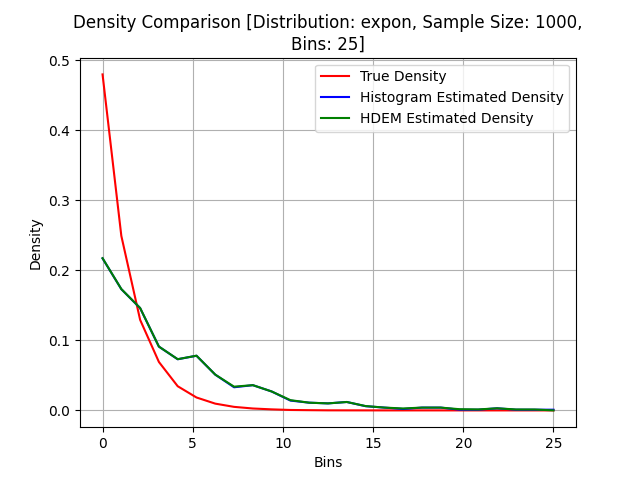 Density Comparison [Distribution: expon, Sample Size: 1000,
Bins: 25]
True Density
Histogram Estimated Density
HDEM Estimated Density
Density
0.5
0.4
0.3
0.2
0.1
0.0
0 5 10 15 20 25
Bins